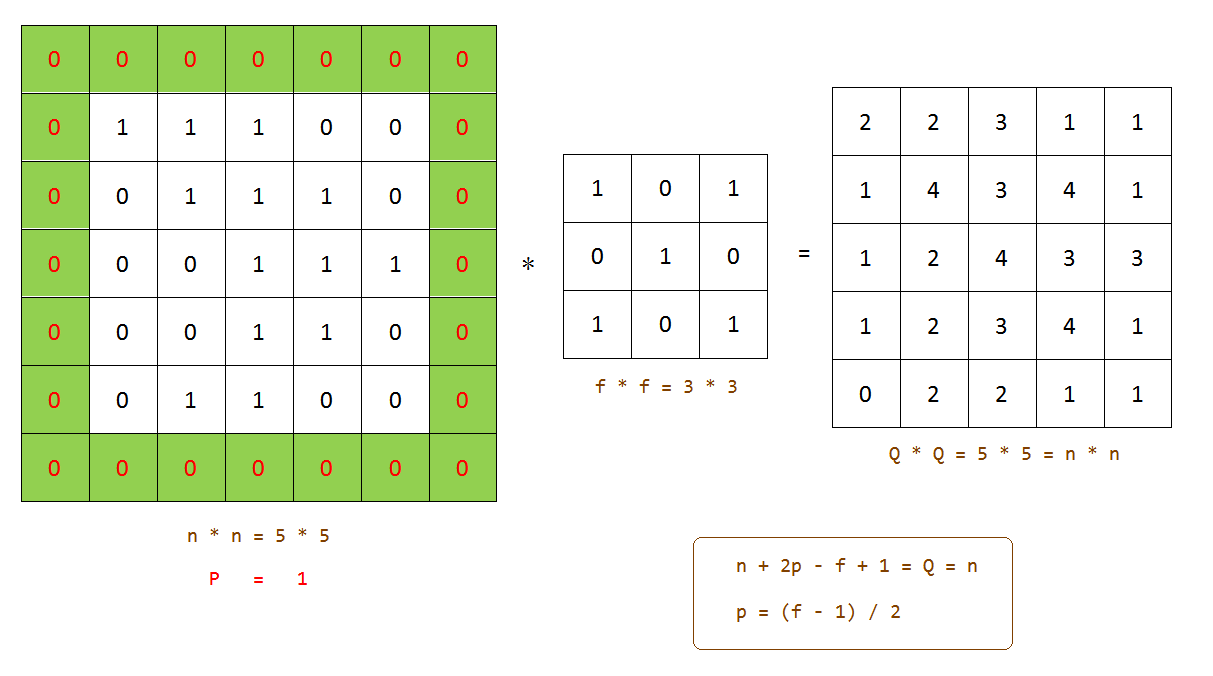 0 0 0 0 0 0 0
0 1 1 1 0 0 0
0 0 1 1 1 0 0
0 0 0 1 1 1 0
0 0 0 1 1 0 0
0 0 1 1 0 0 0
0 0 0 0 0 0 0
n * n = 5 * 5
P = 1
*
1 0 1
0 1 0
1 0 1
f * f = 3 * 3
=
2 2 3 1 1
1 4 3 4 1
1 2 4 3 3
1 2 3 4 1
0 2 2 1 1
Q * Q = 5 * 5 = n * n
n + 2p - f + 1 = Q = n
p = (f - 1) / 2